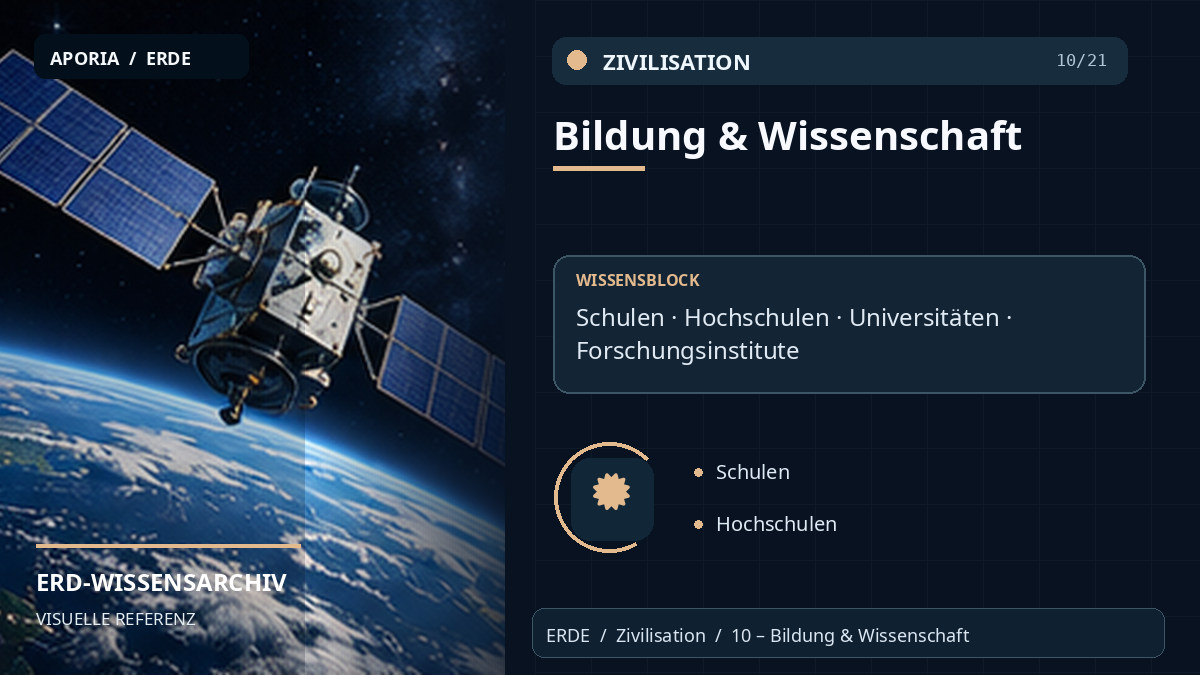 APORIA / ERDE
ERD-WISSENSARCHIV
VISUELLE REFERENZ
ZIVILISATION
10/21
Bildung & Wissenschaft
WISSENSBLOCK
Schulen · Hochschulen · Universitäten ·
Forschungsinstitute
Schulen
Hochschulen
ERDE / Zivilisation / 10 – Bildung & Wissenschaft